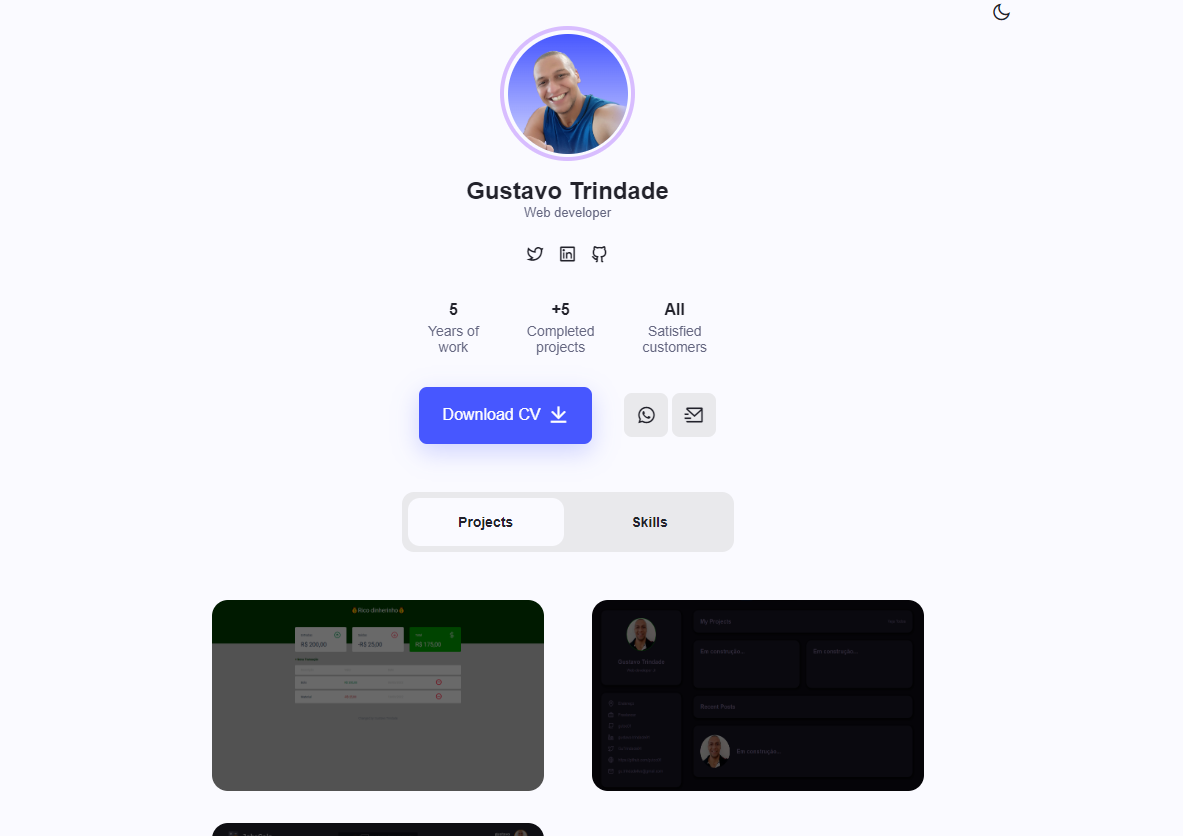 Gustavo Trindade
Web developer
5
+5
All
Years of
work
Completed
projects
Satisfied
customers
Download CV
Projects
Skills
Rico dinheirinho
R$ 200,00
-R$ 25,00
R$ 175,00
My Projects
Gustavo Trindade
Em construção...
Em construção...
Recent Posts
Em construção...